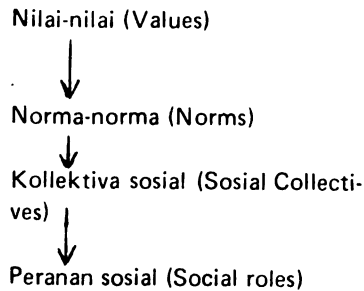 Nilai-nilai (Values)
Norma-norma (Norms)
Kollektiva sosial (Sosial Collecti-
ves)
Peranan sosial (Social roles)